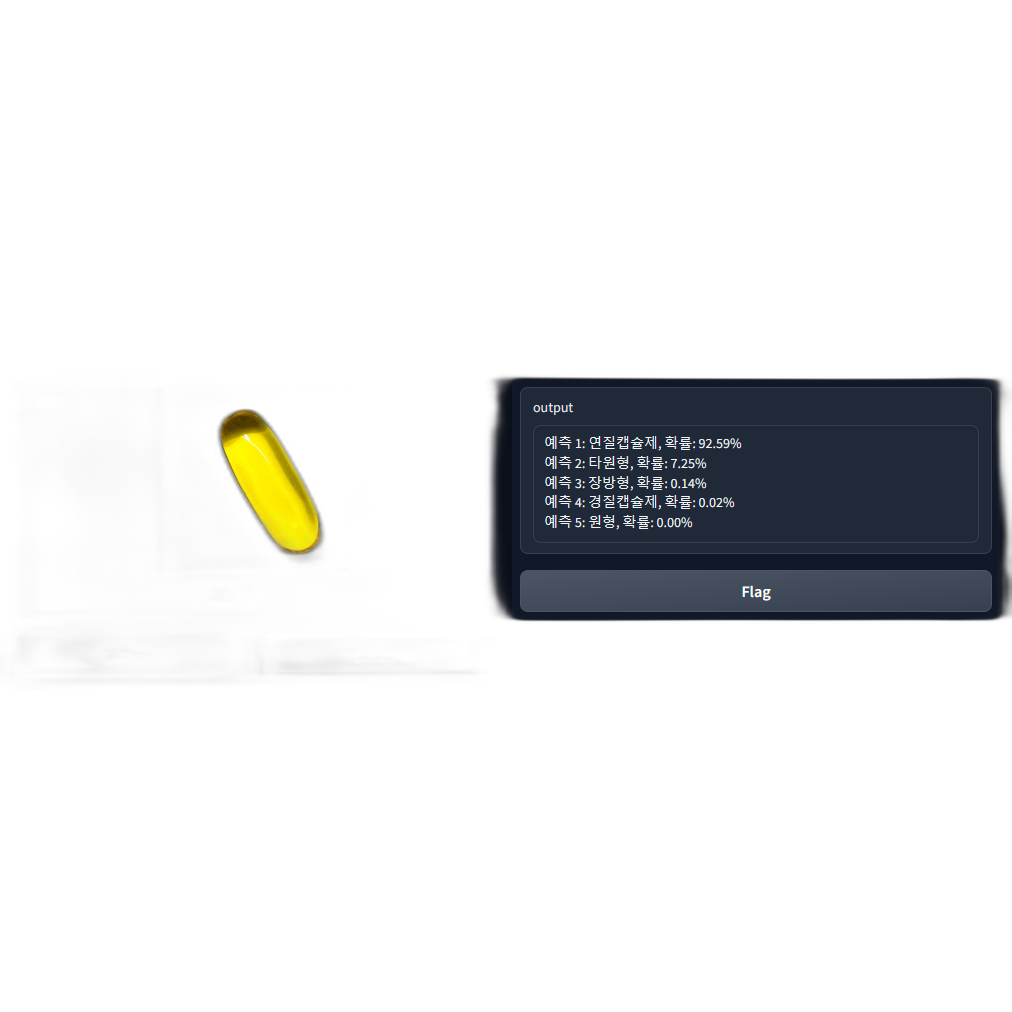 output
예측 1: 연질캡슐제, 확률: 92.59%
예측 2: 타원형, 확률: 7.25%
예측 3: 장방형, 확률: 0.14%
예측 4: 경질캡슐제, 확률: 0.02%
예측 5: 원형, 확률: 0.00%
Flag